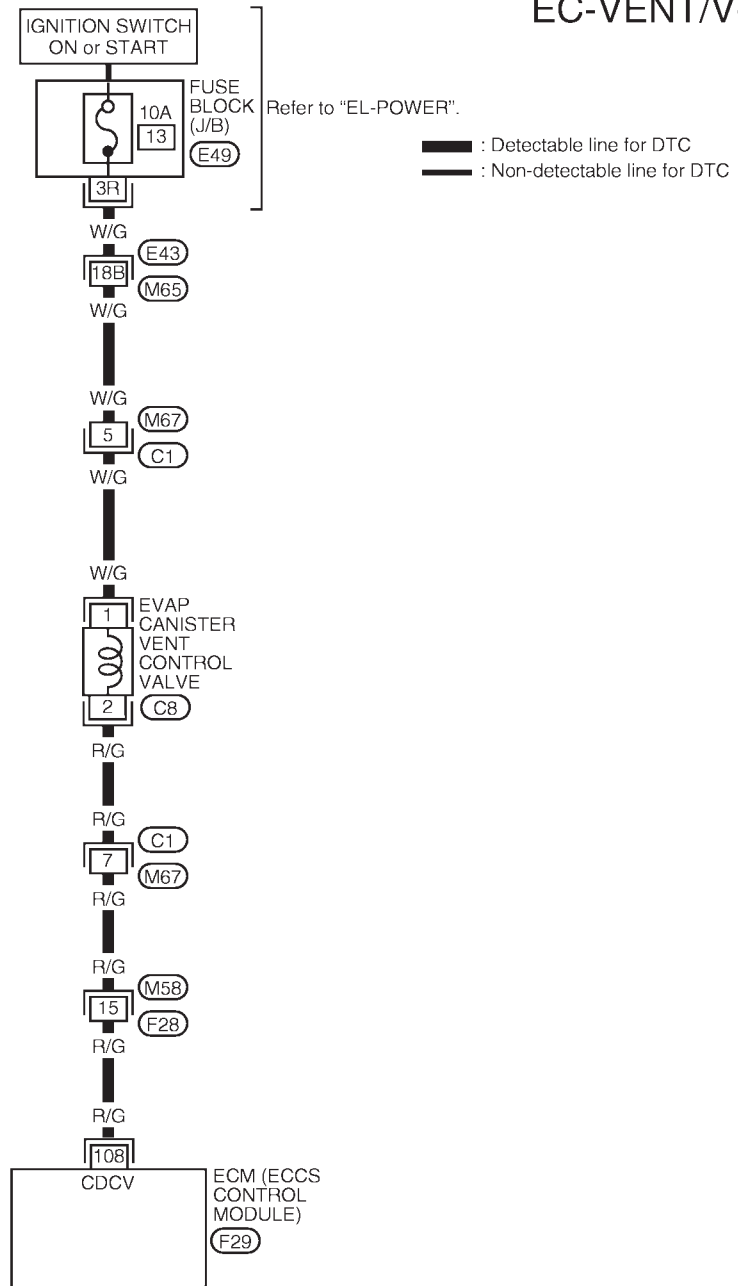 EC-VENT/V-
IGNITION SWITCH
ON or START
FUSE
BLOCK
(J/B)
10A
13
E49
Refer to “EL-POWER”.
: Detectable line for DTC
: Non-detectable line for DTC
3R
W/G
E43
18B
M65
W/G
W/G
M67
5
C1
W/G
W/G
1
EVAP
CANISTER
VENT
CONTROL
VALVE
2
C8
R/G
R/G
C1
7
M67
R/G
R/G
M58
15
F28
R/G
R/G
108
CDCV
ECM (ECCS
CONTROL
MODULE)
F29